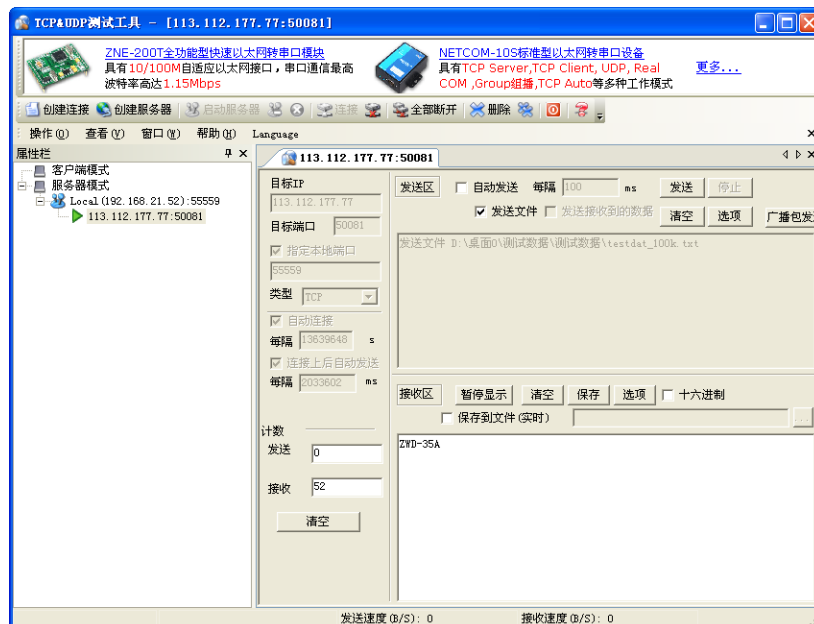 TCP&UDP测试工具 - [113.112.177.77:50081]
ZNE-200T全功能型快速以太网转串口模块
具有10/100M自适应以太网接口，串口通信最高
波特率高达1.15Mbps
NETCOM-10S标准型以太网转串口设备
具有TCP Server,TCP Client, UDP, Real
COM ,Group组播,TCP Auto等多种工作模式
更多...
创建连接 创建服务器 启动服务器 连接 全部断开 删除
操作(O) 查看(V) 窗口(W) 帮助(H) Language
属性栏
客户端模式
服务器模式
Local(192.168.21.52):55559
113.112.177.77:50081
113.112.177.77:50081
目标IP
113.112.177.77
目标端口 50081
指定本地端口
55559
类型 TCP
自动连接
每隔 13639648 s
连接上后自动发送
每隔 2033602 ms
计数
发送 0
接收 52
清空
发送区 自动发送 每隔 100 ms 发送 停止
发送文件 发送接收到的数据 清空 选项 广播包发
发送文件 D:\桌面0\测试数据\测试数据\testdat_100k.txt
接收区 暂停显示 清空 保存 选项 十六进制
保存到文件(实时) ...
ZWD-35A
发送速度(B/S): 0 接收速度(B/S): 0